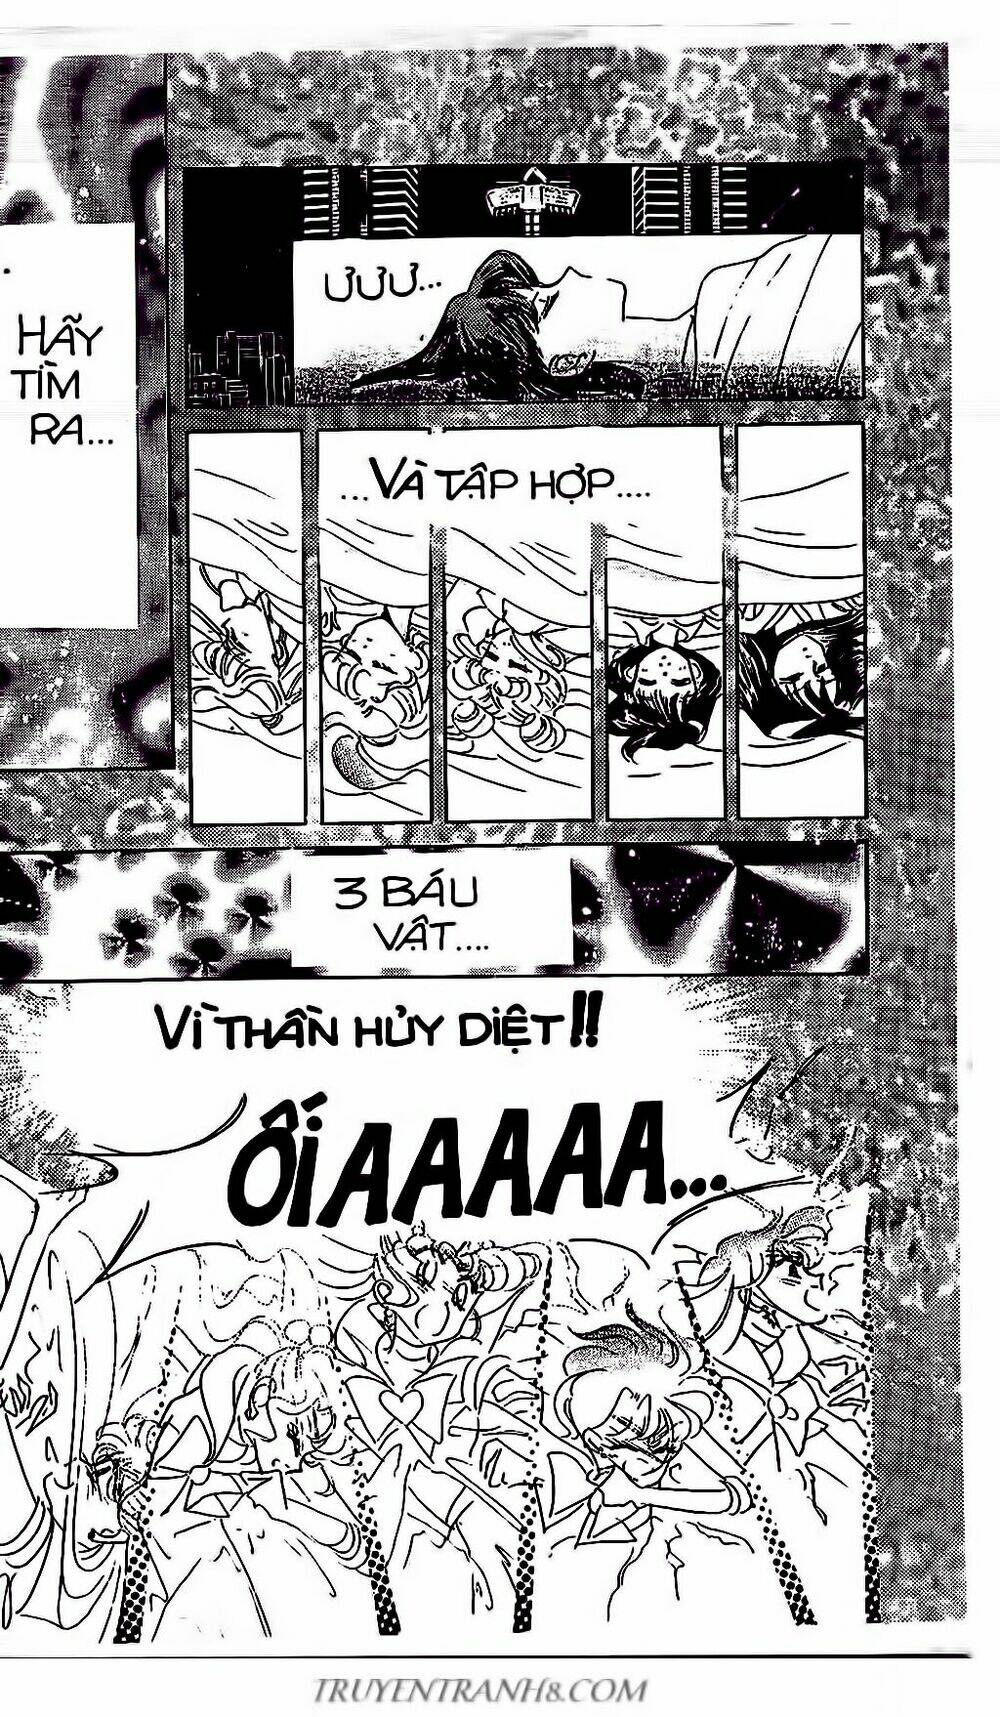 ƯƯƯ...
HÃY
TÌM
RA...
...VÀ TẬP HỢP....
3 BÁU
VẬT....
VÌ THẦN HỦY DIỆT!!
ỐI AAAAA...
TRUYENTRANH8.COM